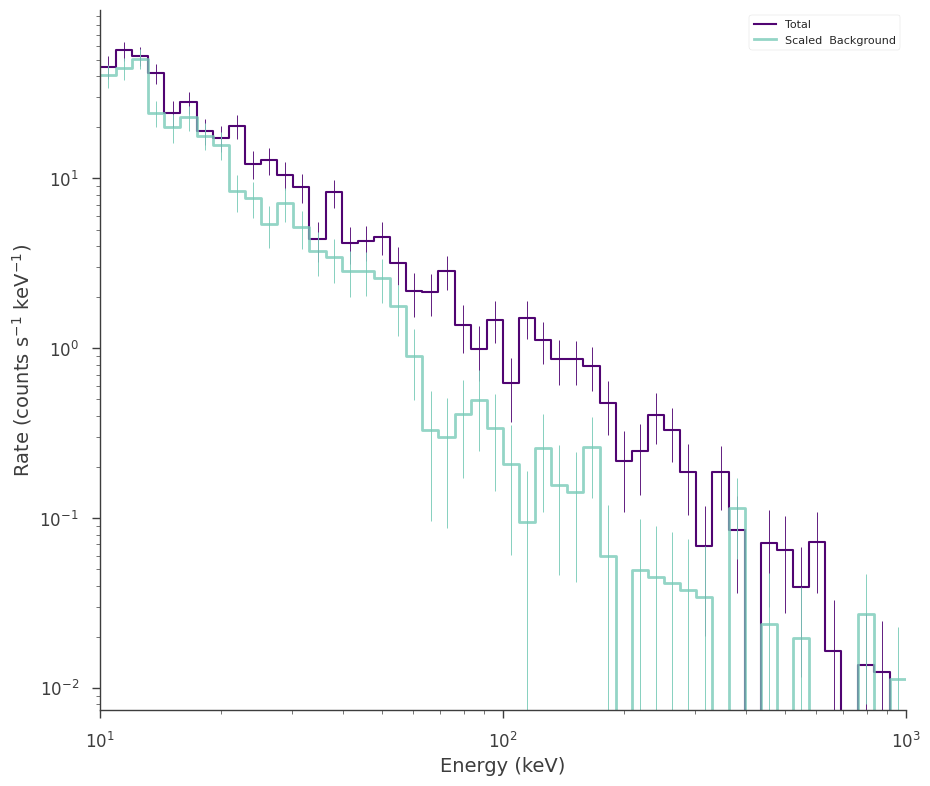 Total
Scaled  Background
Rate (counts s⁻¹ keV⁻¹)
10¹
10⁰
10⁻¹
10⁻²
10¹ 10² 10³
Energy (keV)